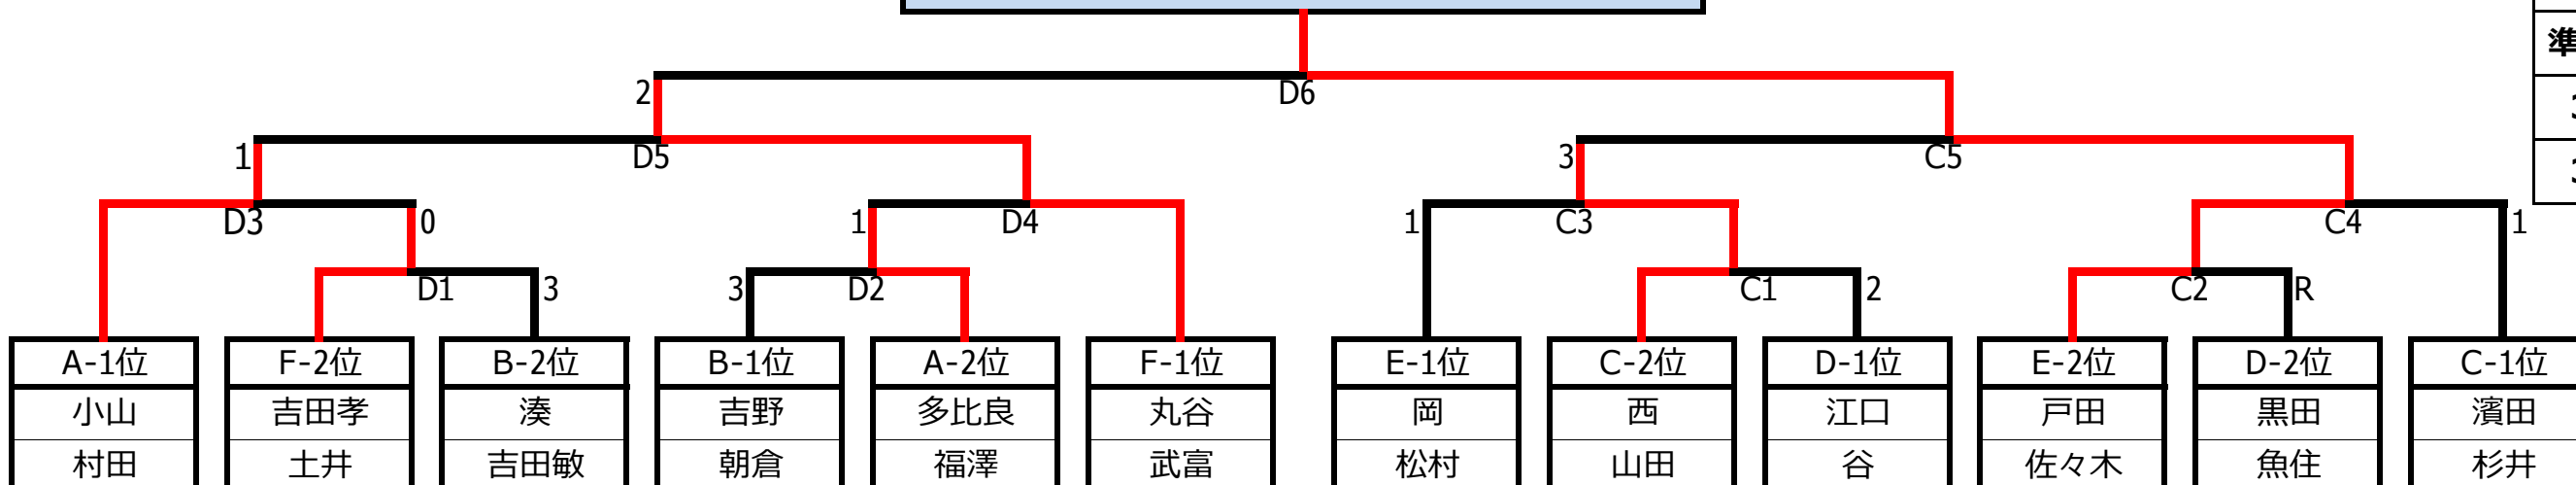 準
2 D6
1 D5 3 C5
D3 0 1 D4 1 C3 C4 1
D1 3 3 D2 C1 2 C2 R
A-1位 F-2位 B-2位 B-1位 A-2位 F-1位 E-1位 C-2位 D-1位 E-2位 D-2位 C-1位
小山 吉田孝 湊 吉野 多比良 丸谷 岡 西 江口 戸田 黒田 濱田
村田 土井 吉田敏 朝倉 福澤 武富 松村 山田 谷 佐々木 魚住 杉井